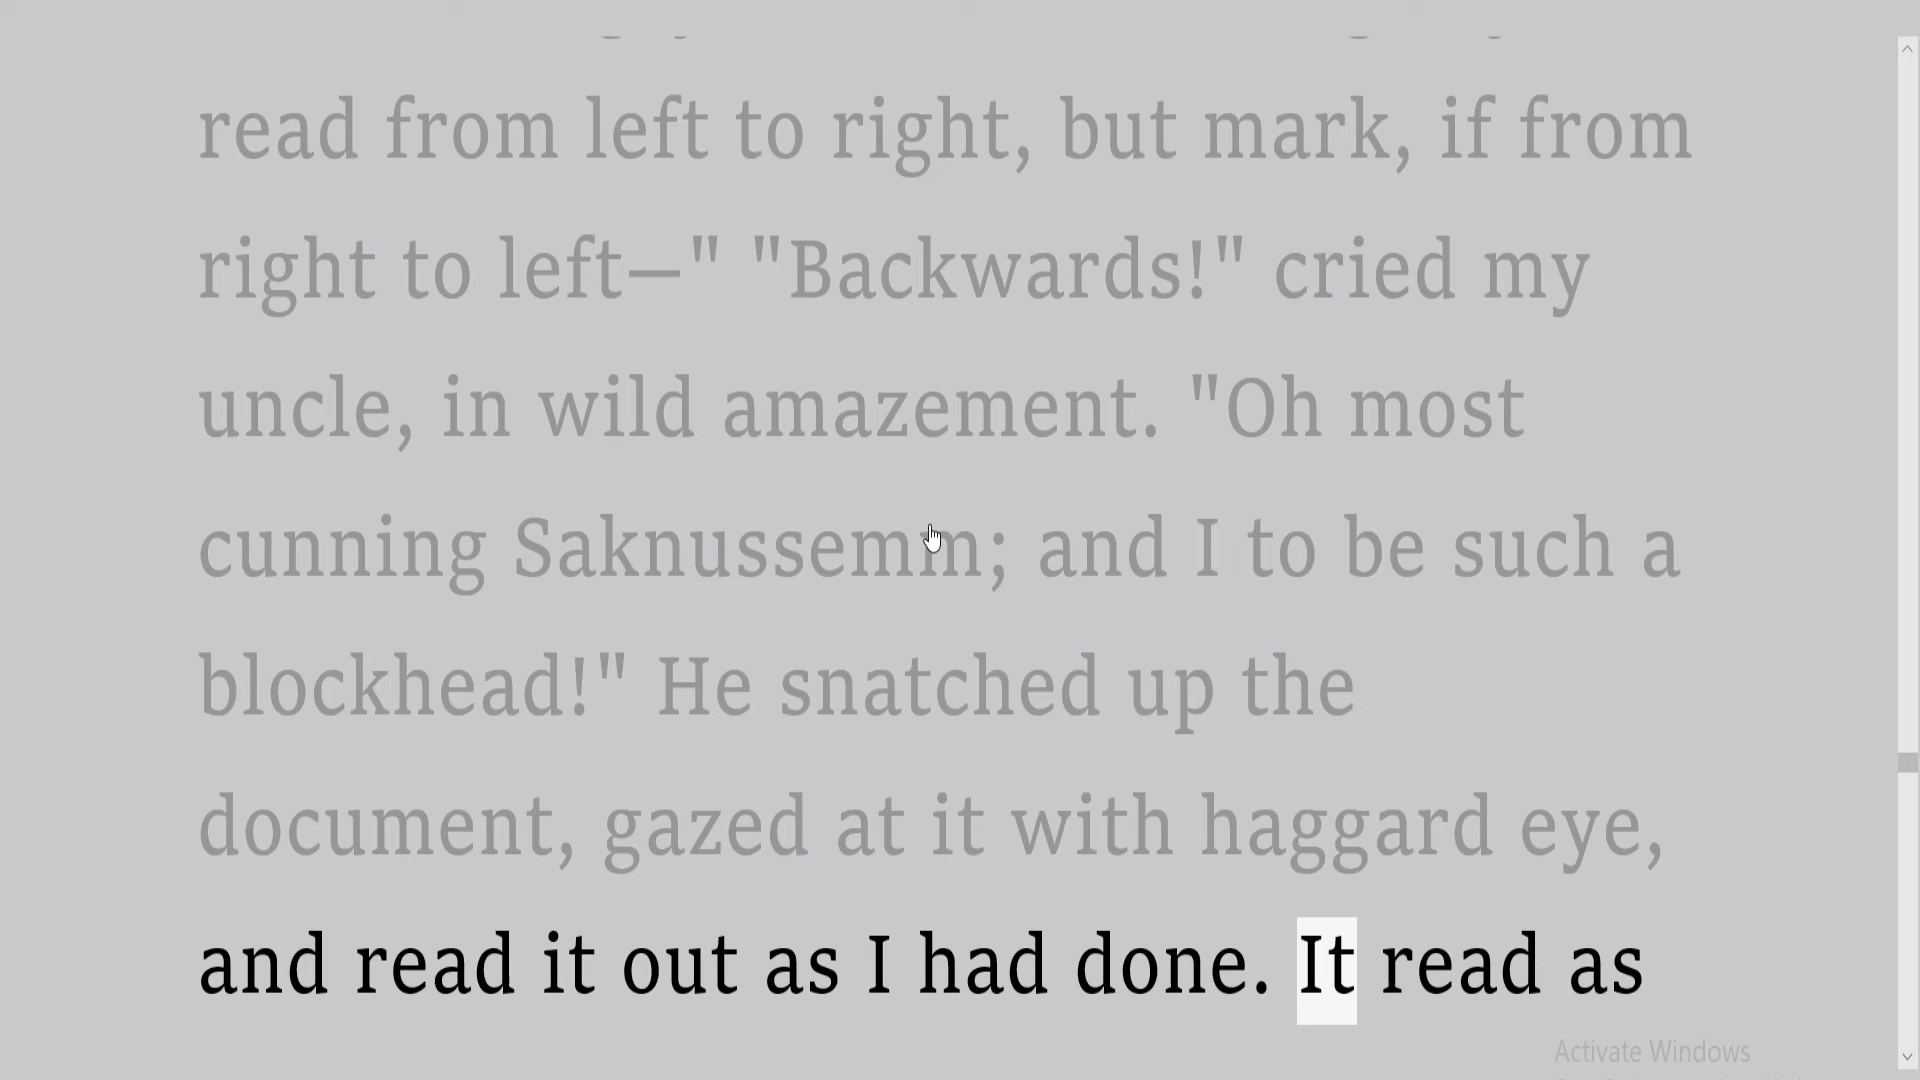 read from left to right, but mark, if from
right to left—" "Backwards!" cried my
uncle, in wild amazement. "Oh most
cunning Saknussemm; and I to be such a
blockhead!" He snatched up the
document, gazed at it with haggard eye,
and read it out as I had done. It read as
Activate Windows